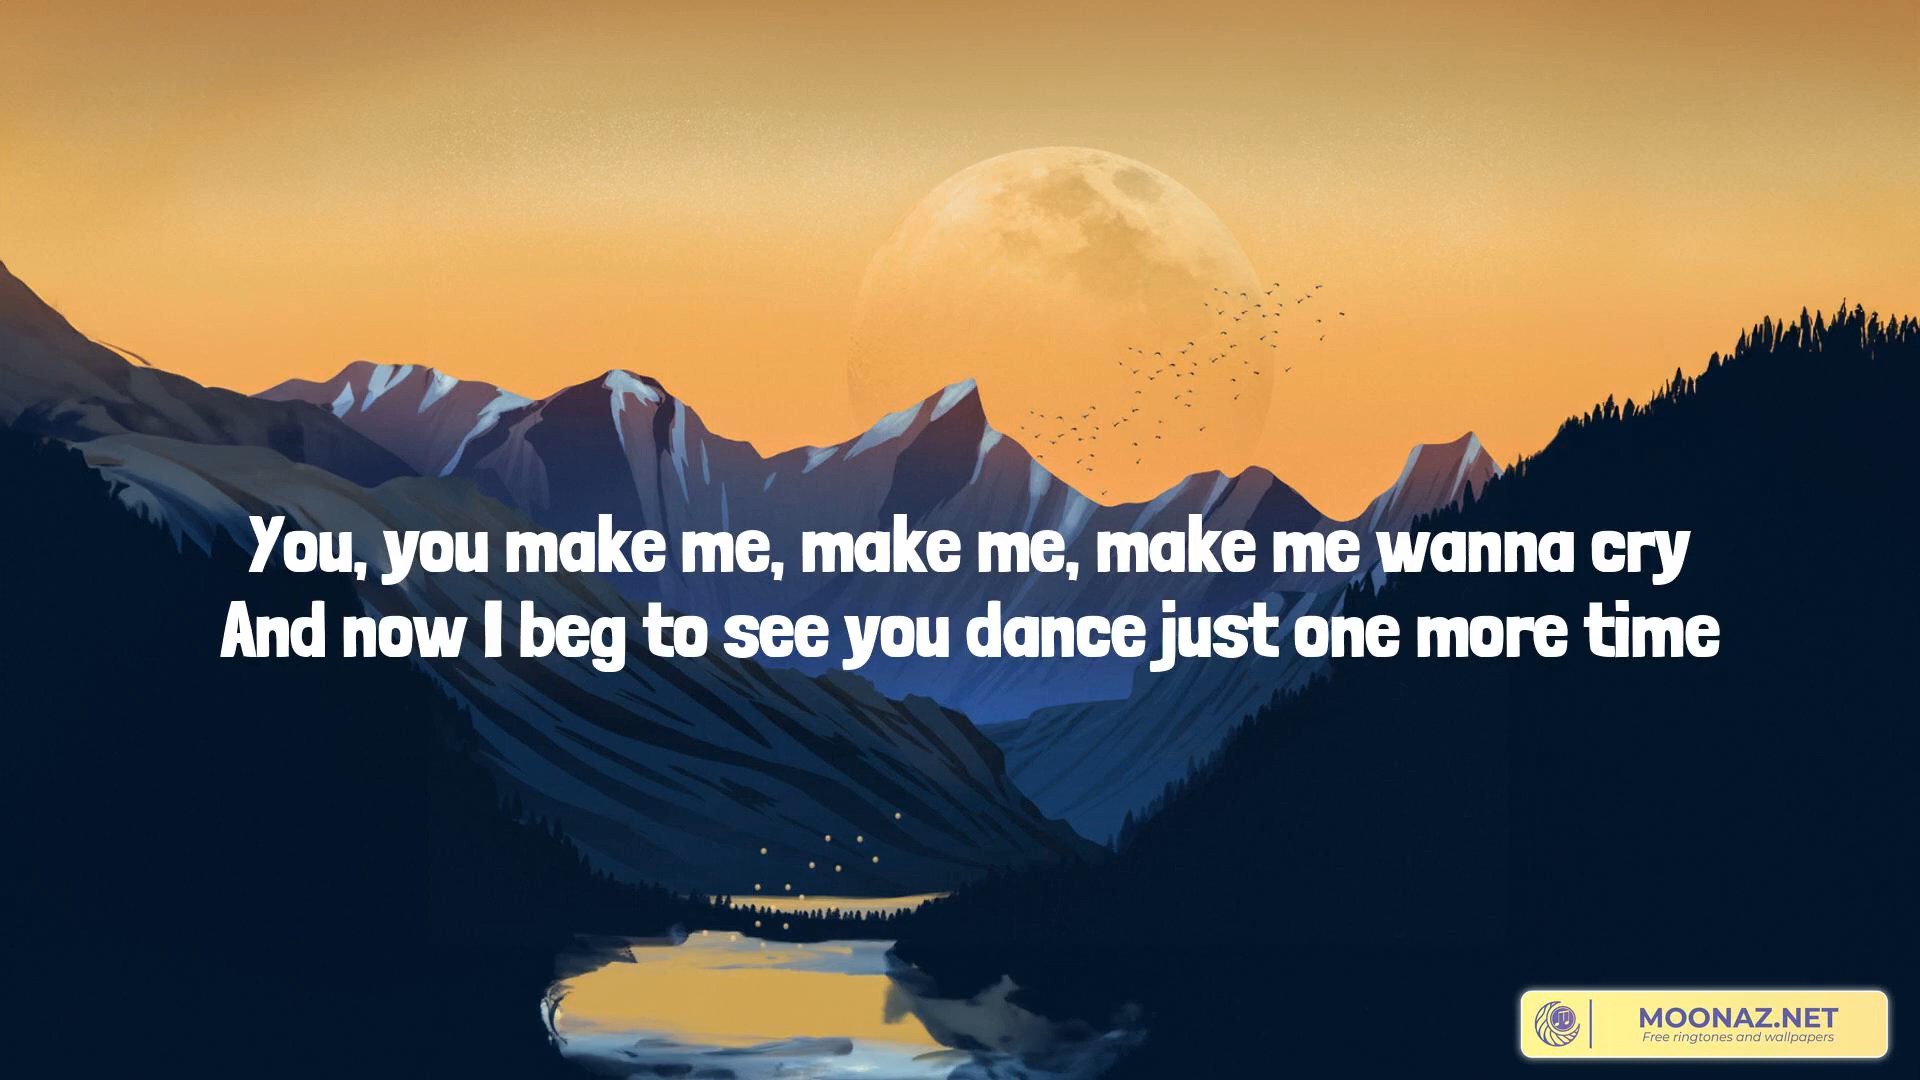 You, you make me, make me, make me wanna cry
And now I beg to see you dance just one more time
MOONAZ.NET
Free ringtones and wallpapers